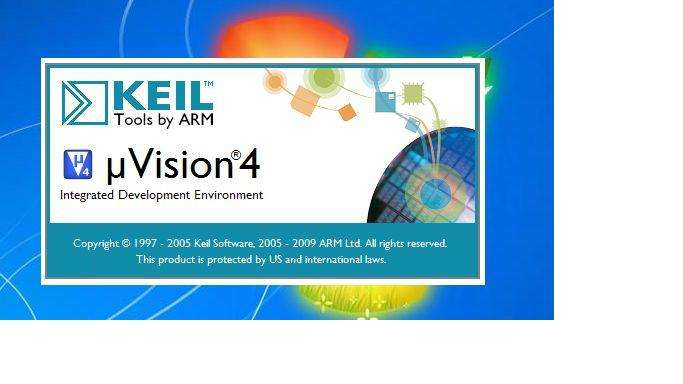 KEIL™
Tools by ARM
µ
V
4
µVision®4
Integrated Development Environment
Copyright © 1997 - 2005 Keil Software, 2005 - 2009 ARM Ltd. All rights reserved.
This product is protected by US and international laws.